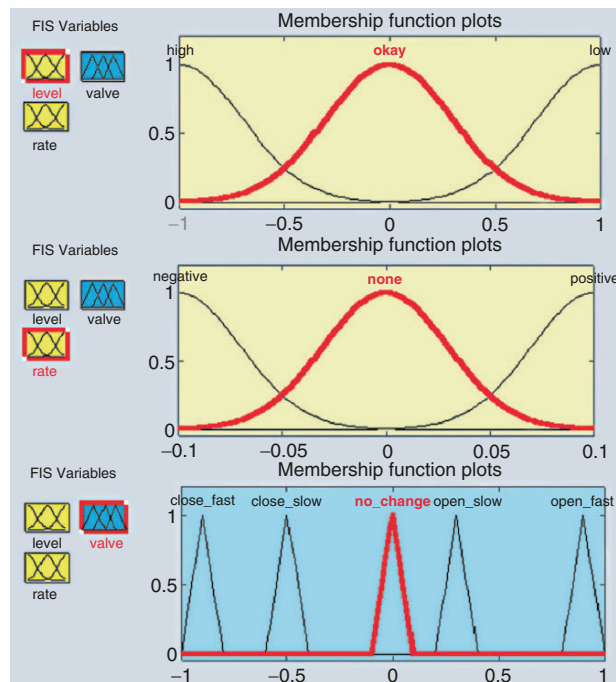 FIS Variables
level
valve
rate
Membership function plots
high
okay
low
1
0.5
0
−1
−0.5
0
0.5
1
FIS Variables
level
valve
rate
Membership function plots
negative
none
positive
1
0.5
0
−0.1
−0.05
0
0.05
0.1
FIS Variables
level
valve
rate
Membership function plots
close_fast
close_slow
no_change
open_slow
open_fast
1
0.5
0
−1
−0.5
0
0.5
1